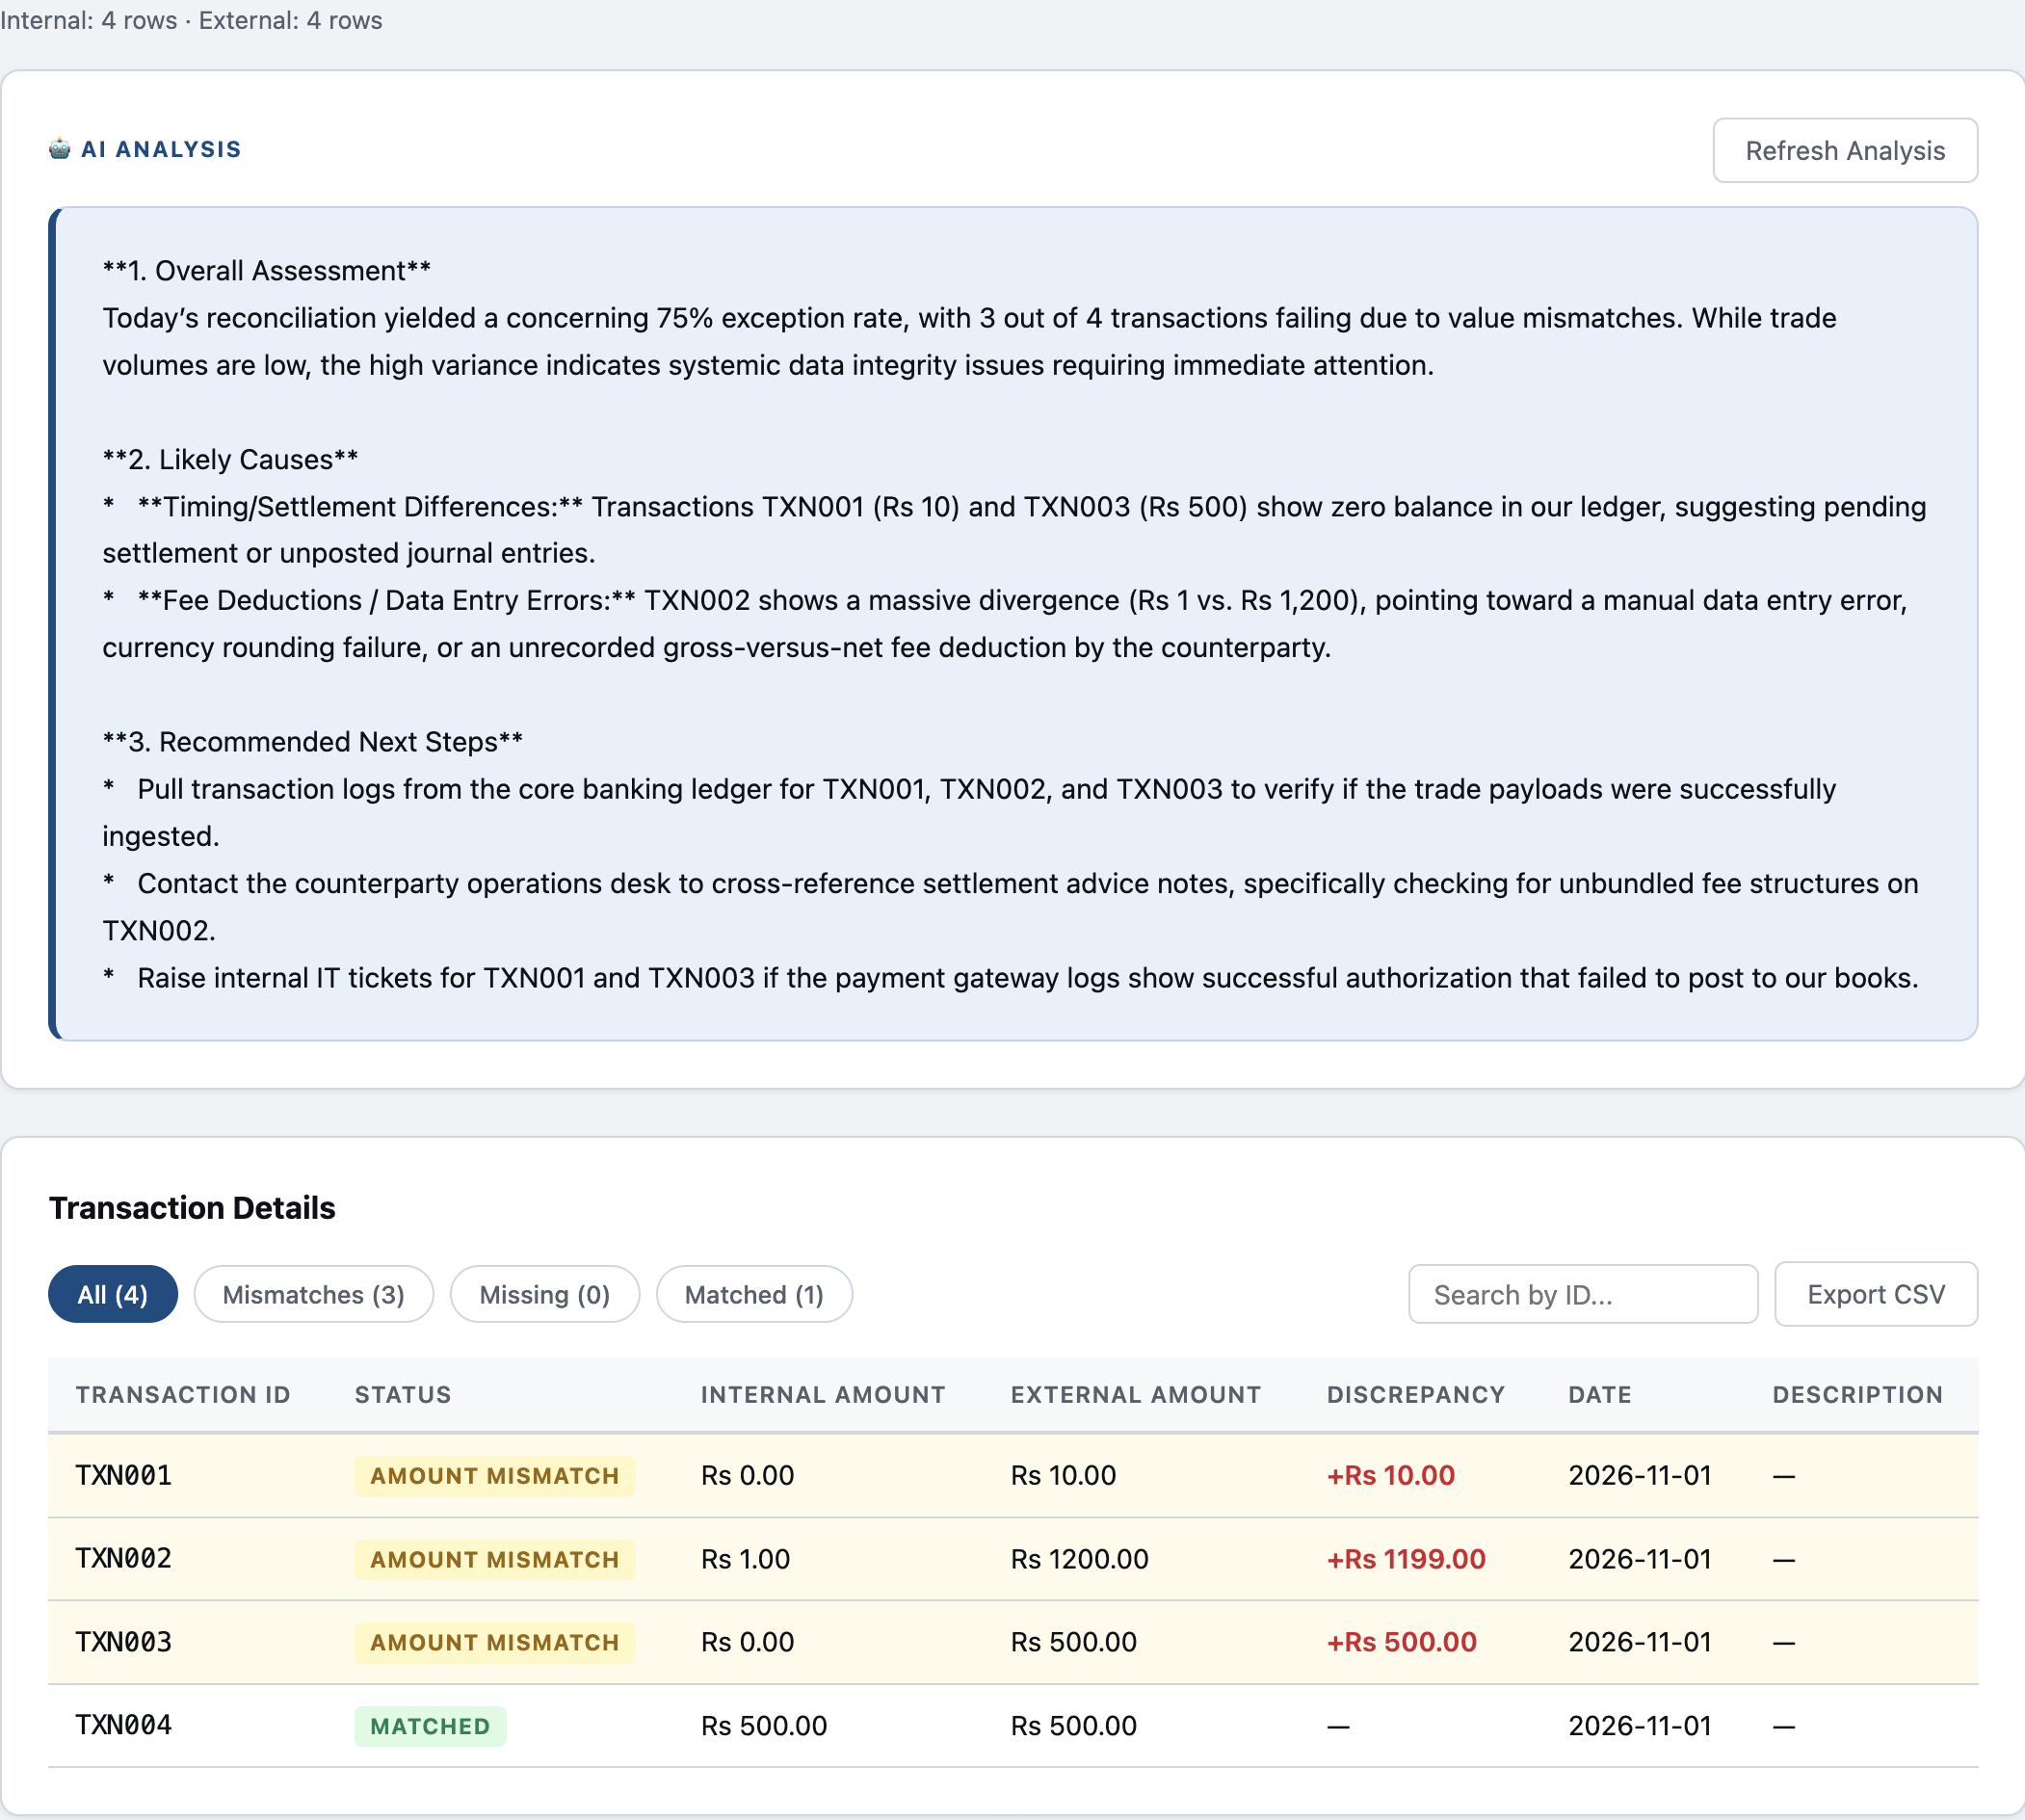 Internal: 4 rows · External: 4 rows
🤖 AI ANALYSIS
Refresh Analysis
**1. Overall Assessment**
Today’s reconciliation yielded a concerning 75% exception rate, with 3 out of 4 transactions failing due to value mismatches. While trade
volumes are low, the high variance indicates systemic data integrity issues requiring immediate attention.
**2. Likely Causes**
* **Timing/Settlement Differences:** Transactions TXN001 (Rs 10) and TXN003 (Rs 500) show zero balance in our ledger, suggesting pending
settlement or unposted journal entries.
* **Fee Deductions / Data Entry Errors:** TXN002 shows a massive divergence (Rs 1 vs. Rs 1,200), pointing toward a manual data entry error,
currency rounding failure, or an unrecorded gross-versus-net fee deduction by the counterparty.
**3. Recommended Next Steps**
* Pull transaction logs from the core banking ledger for TXN001, TXN002, and TXN003 to verify if the trade payloads were successfully
ingested.
* Contact the counterparty operations desk to cross-reference settlement advice notes, specifically checking for unbundled fee structures on
TXN002.
* Raise internal IT tickets for TXN001 and TXN003 if the payment gateway logs show successful authorization that failed to post to our books.
Transaction Details
All (4) Mismatches (3) Missing (0) Matched (1) Search by ID... Export CSV
TRANSACTION ID STATUS INTERNAL AMOUNT EXTERNAL AMOUNT DISCREPANCY DATE DESCRIPTION
TXN001 AMOUNT MISMATCH Rs 0.00 Rs 10.00 +Rs 10.00 2026-11-01 —
TXN002 AMOUNT MISMATCH Rs 1.00 Rs 1200.00 +Rs 1199.00 2026-11-01 —
TXN003 AMOUNT MISMATCH Rs 0.00 Rs 500.00 +Rs 500.00 2026-11-01 —
TXN004 MATCHED Rs 500.00 Rs 500.00 — 2026-11-01 —